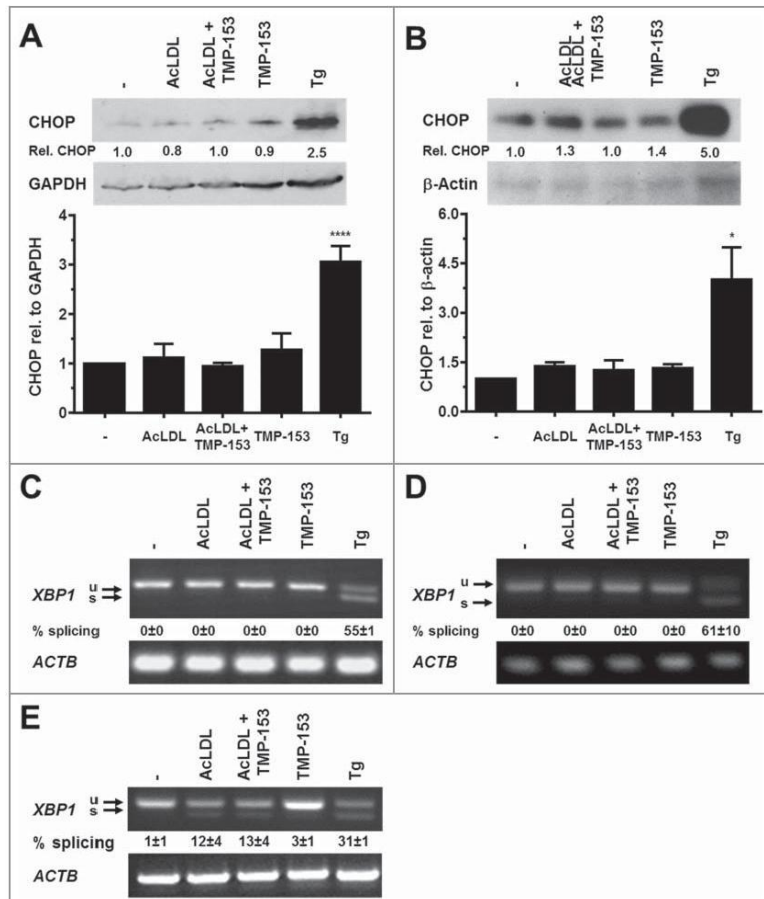 A
-
AcLDL
AcLDL +
TMP-153
TMP-153
Tg
CHOP
Rel. CHOP 1.0 0.8 1.0 0.9 2.5
GAPDH
CHOP rel. to GAPDH
4
3
2
1
0
****
- AcLDL AcLDL+ TMP-153 Tg
TMP-153
B
-
AcLDL
AcLDL +
TMP-153
TMP-153
Tg
CHOP
Rel. CHOP 1.0 1.3 1.0 1.4 5.0
β-Actin
CHOP rel. to β-actin
6.0
4.5
3.0
1.5
0.0
*
- AcLDL AcLDL+ TMP-153 Tg
TMP-153
C
-
AcLDL
AcLDL +
TMP-153
TMP-153
Tg
XBP1
u
s
% splicing 0±0 0±0 0±0 0±0 55±1
ACTB
D
-
AcLDL
AcLDL +
TMP-153
TMP-153
Tg
XBP1
u
s
% splicing 0±0 0±0 0±0 0±0 61±10
ACTB
E
-
AcLDL
AcLDL +
TMP-153
TMP-153
Tg
XBP1
u
s
% splicing 1±1 12±4 13±4 3±1 31±1
ACTB